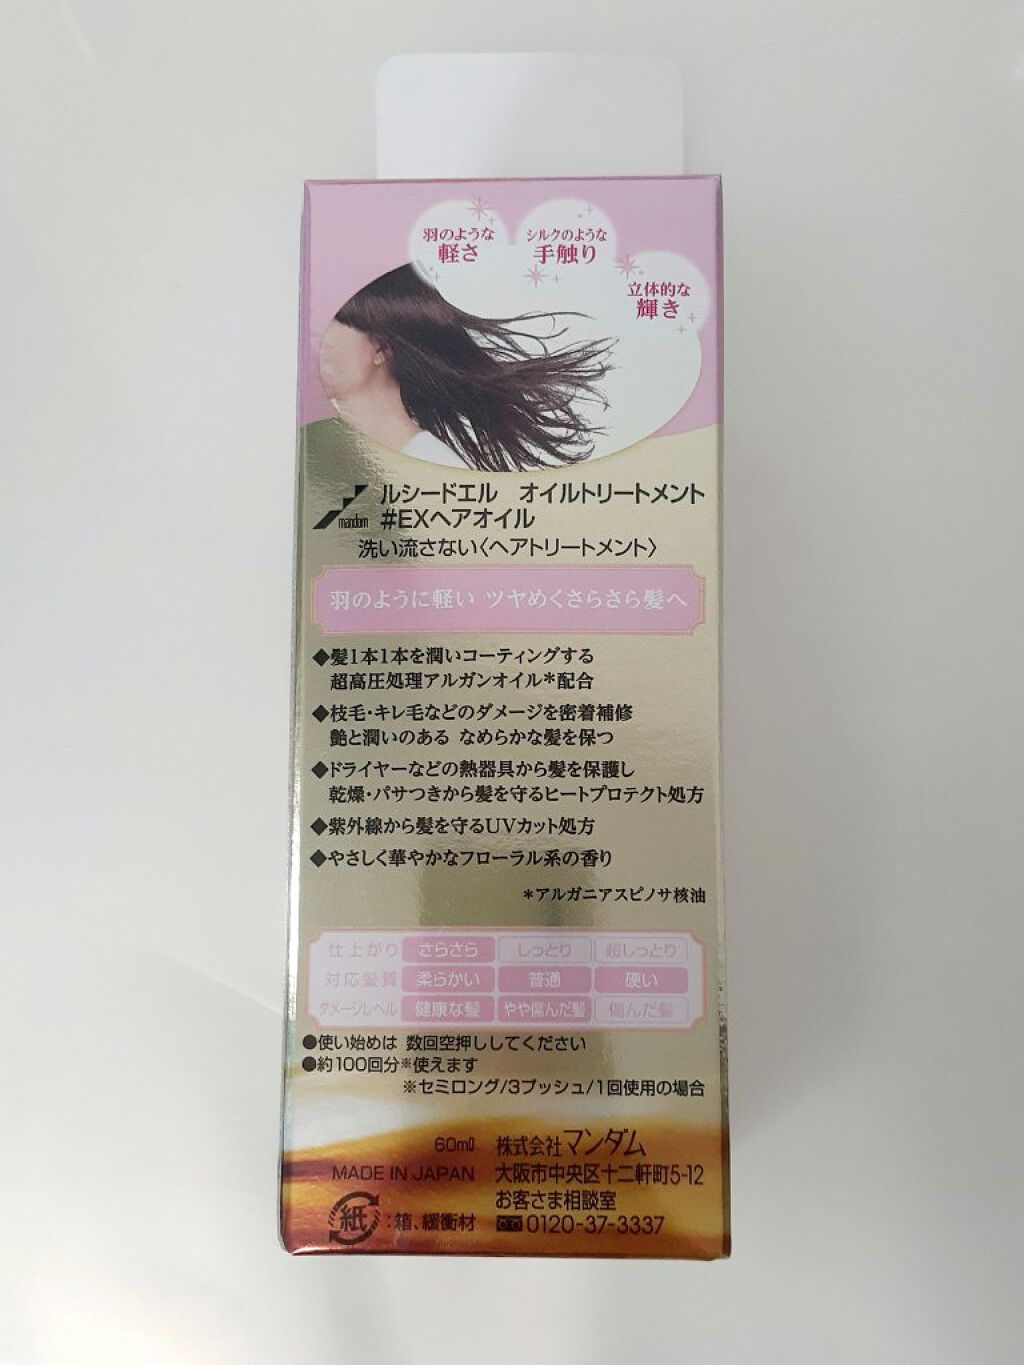 羽のような
軽さ
シルクのような
手触り
立体的な
輝き
mandom
ルシードエル オイルトリートメント
#EXヘアオイル
洗い流さない〈ヘアトリートメント〉
羽のように軽い ツヤめくさらさら髪へ
◆髪1本1本を潤いコーティングする
超高圧処理アルガンオイル*配合
◆枝毛・キレ毛などのダメージを密着補修
艶と潤いのある なめらかな髪を保つ
◆ドライヤーなどの熱器具から髪を保護し
乾燥・パサつきから髪を守るヒートプロテクト処方
◆紫外線から髪を守るUVカット処方
◆やさしく華やかなフローラル系の香り
*アルガニアスピノサ核油
仕上がり さらさら しっとり 超しっとり
対応髪質 柔らかい 普通 硬い
ダメージレベル 健康な髪 やや傷んだ髪 傷んだ髪
●使い始めは 数回空押ししてください
●約100回分※使えます
※セミロング/3プッシュ/1回使用の場合
60mℓ 株式会社マンダム
MADE IN JAPAN 大阪市中央区十二軒町5-12
お客さま相談室
紙:箱、緩衝材 0120-37-3337